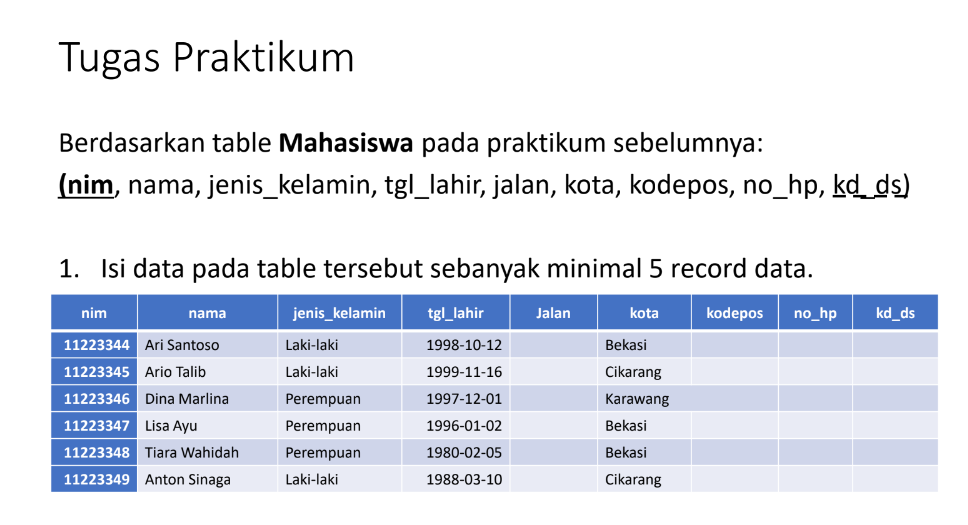 Tugas Praktikum
Berdasarkan table Mahasiswa pada praktikum sebelumnya:
(nim, nama, jenis_kelamin, tgl_lahir, jalan, kota, kodepos, no_hp, kd_ds)
1. Isi data pada table tersebut sebanyak minimal 5 record data.
nim nama jenis_kelamin tgl_lahir Jalan kota kodepos no_hp kd_ds
11223344 Ari Santoso Laki-laki 1998-10-12 Bekasi
11223345 Ario Talib Laki-laki 1999-11-16 Cikarang
11223346 Dina Marlina Perempuan 1997-12-01 Karawang
11223347 Lisa Ayu Perempuan 1996-01-02 Bekasi
11223348 Tiara Wahidah Perempuan 1980-02-05 Bekasi
11223349 Anton Sinaga Laki-laki 1988-03-10 Cikarang